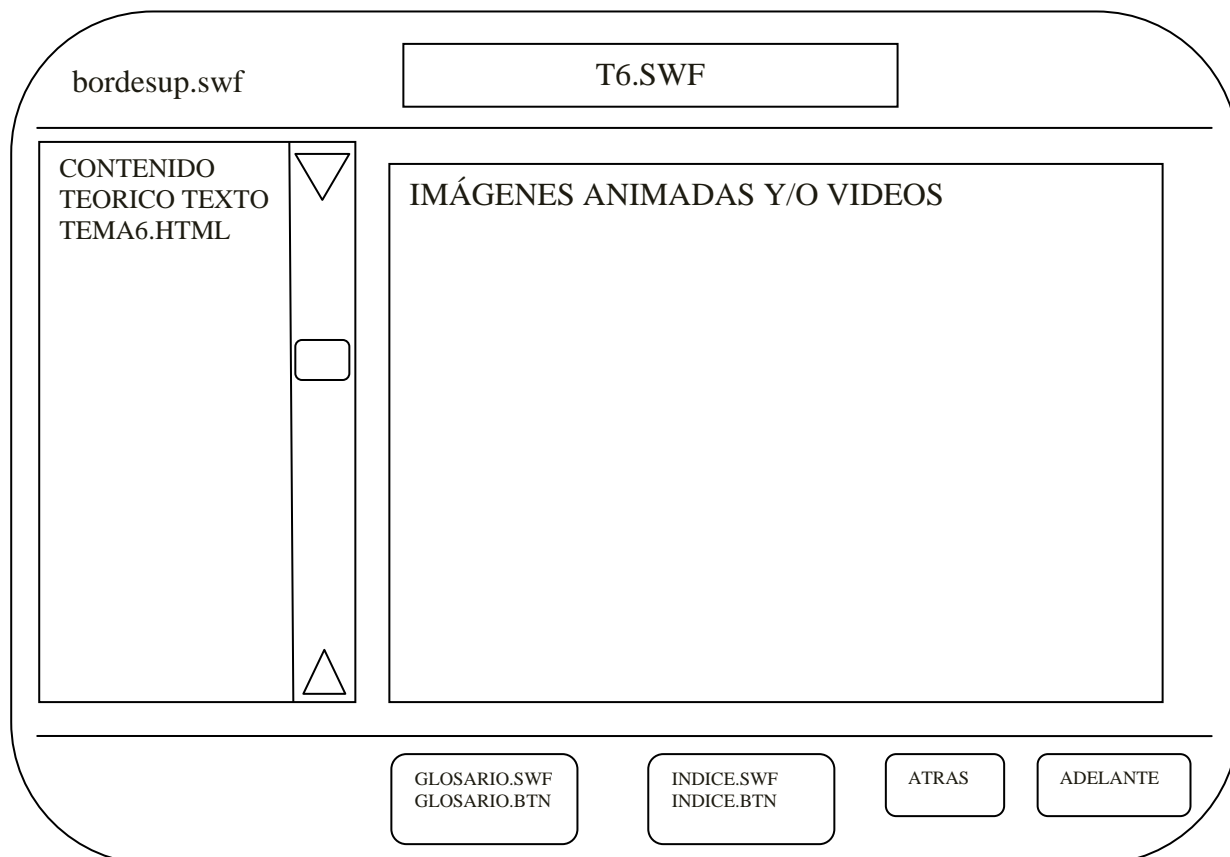 bordesup.swf
T6.SWF
CONTENIDO
TEORICO TEXTO
TEMA6.HTML
IMÁGENES ANIMADAS Y/O VIDEOS
GLOSARIO.SWF
GLOSARIO.BTN
INDICE.SWF
INDICE.BTN
ATRAS
ADELANTE